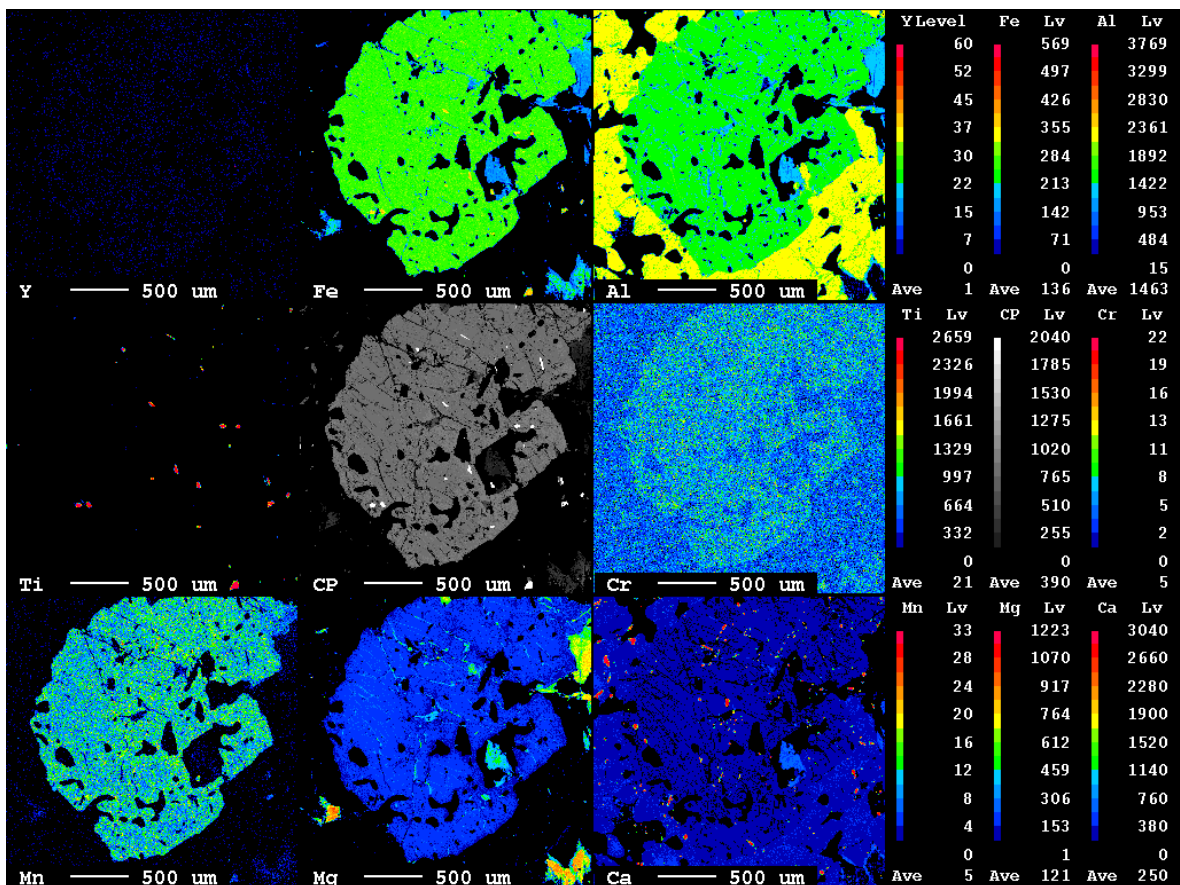 Y 500 um
Fe 500 um
Al 500 um
Y Level Fe Lv Al Lv
60 569 3769
52 497 3299
45 426 2830
37 355 2361
30 284 1892
22 213 1422
15 142 953
7 71 484
0 0 15
Ave 1 Ave 136 Ave 1463
Ti 500 um
CP 500 um
Cr 500 um
Ti Lv CP Lv Cr Lv
2659 2040 22
2326 1785 19
1994 1530 16
1661 1275 13
1329 1020 11
997 765 8
664 510 5
332 255 2
0 0 0
Ave 21 Ave 390 Ave 5
Mn 500 um
Mg 500 um
Ca 500 um
Mn Lv Mg Lv Ca Lv
33 1223 3040
28 1070 2660
24 917 2280
20 764 1900
16 612 1520
12 459 1140
8 306 760
4 153 380
0 1 0
Ave 5 Ave 121 Ave 250